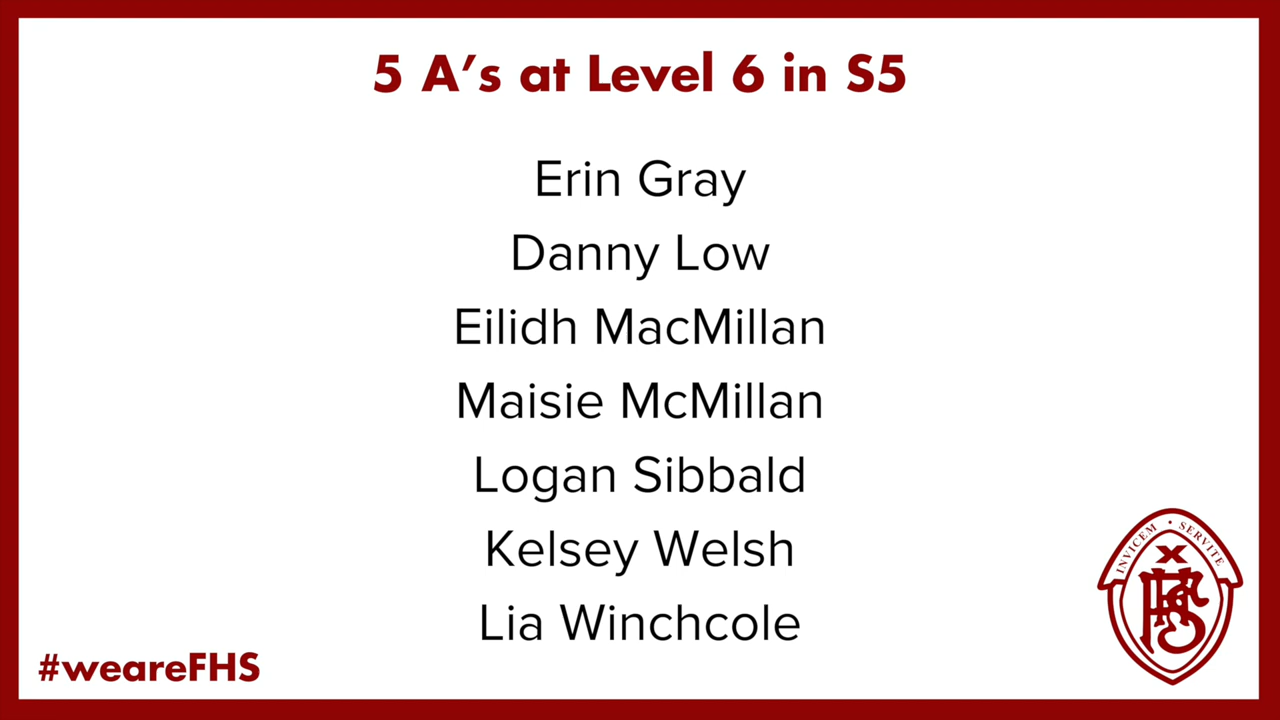 5 A’s at Level 6 in S5
Erin Gray
Danny Low
Eilidh MacMillan
Maisie McMillan
Logan Sibbald
Kelsey Welsh
Lia Winchcole
#weareFHS
INVICEM • SERVITE
X
FHS